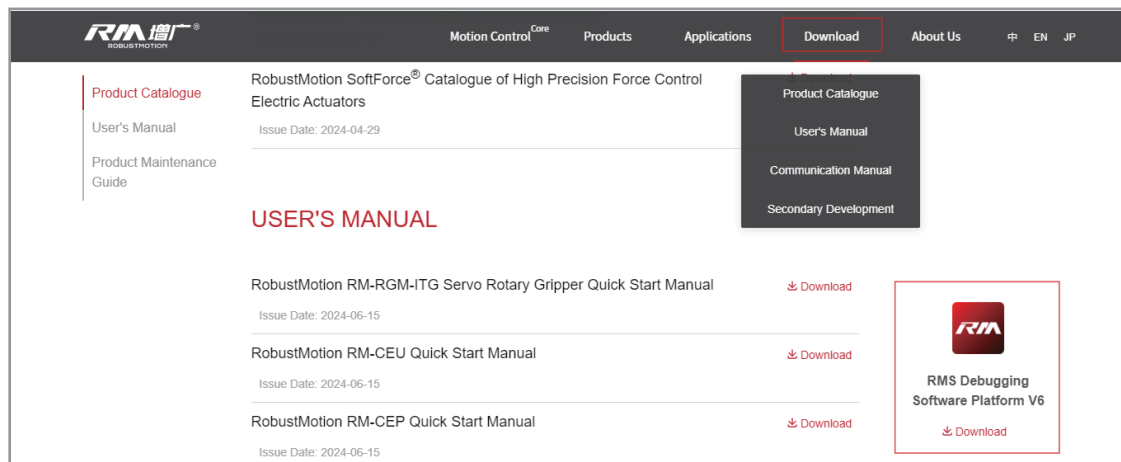 RM 增广®
ROBUSTMOTION
Motion Control Core
Products
Applications
Download
About Us
中 EN JP
Product Catalogue
User's Manual
Product Maintenance
Guide
RobustMotion SoftForce® Catalogue of High Precision Force Control
Electric Actuators
Issue Date: 2024-04-29
Download
Product Catalogue
User's Manual
Communication Manual
Secondary Development
USER'S MANUAL
RobustMotion RM-RGM-ITG Servo Rotary Gripper Quick Start Manual
Download
Issue Date: 2024-06-15
RobustMotion RM-CEU Quick Start Manual
Download
Issue Date: 2024-06-15
RobustMotion RM-CEP Quick Start Manual
Download
Issue Date: 2024-06-15
RM
RMS Debugging
Software Platform V6
Download